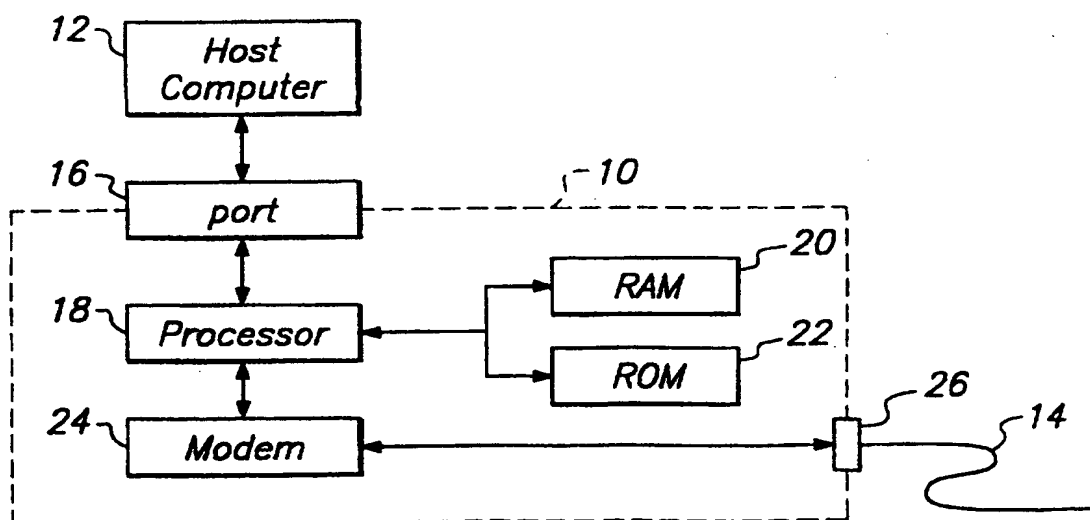 12
Host
Computer
16
port
10
18
Processor
20
RAM
22
ROM
24
Modem
26
14